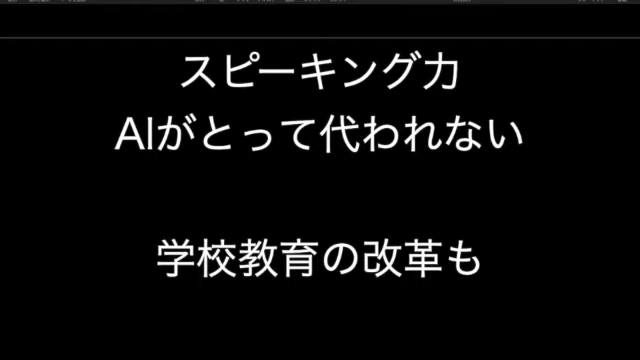 スピーキング力
AIがとって代われない
学校教育の改革も